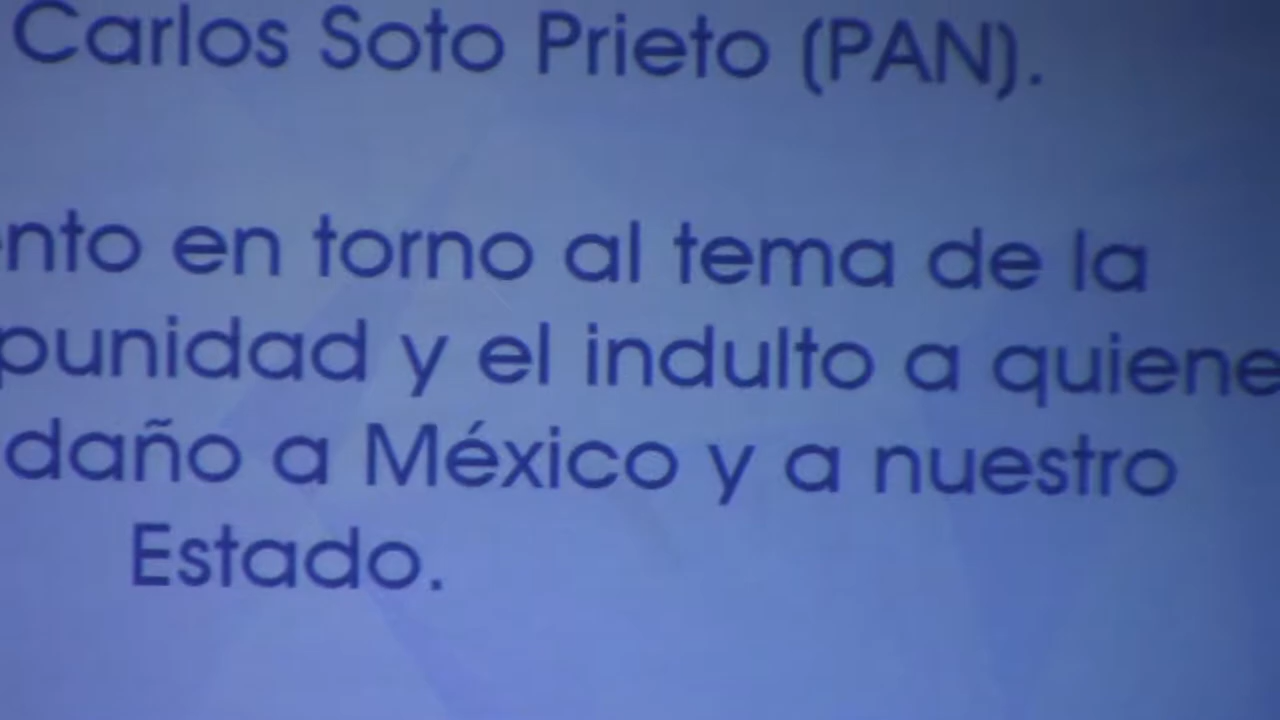 Carlos Soto Prieto (PAN).
nto en torno al tema de la
punidad y el indulto a quiene
daño a México y a nuestro
Estado.